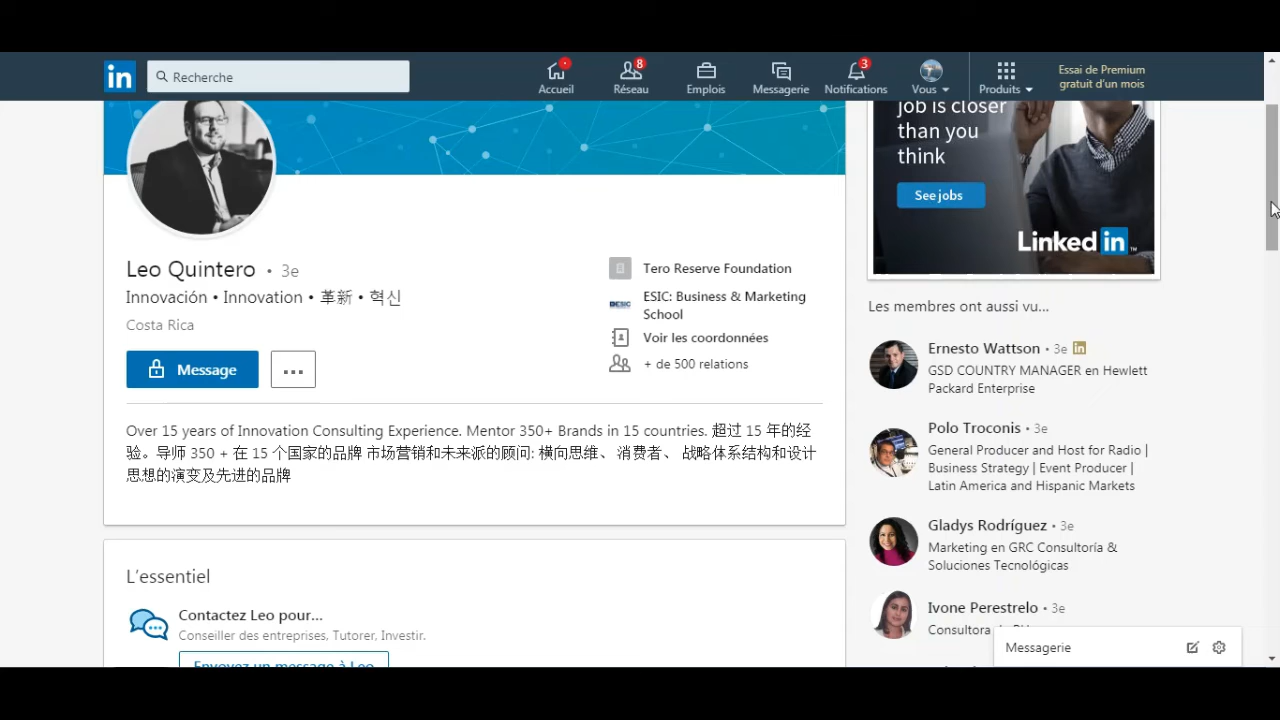 in
Recherche
Accueil
8
Réseau
Emplois
Messagerie
3
Notifications
Vous
Produits
Essai de Premium
gratuit d'un mois
job is closer
than you
think
See jobs
Linked in
Leo Quintero • 3e
Innovación • Innovation • 革新 • 혁신
Costa Rica
Message
...
Tero Reserve Foundation
ESIC
ESIC: Business & Marketing
School
Voir les coordonnées
+ de 500 relations
Over 15 years of Innovation Consulting Experience. Mentor 350+ Brands in 15 countries. 超过 15 年的经
验。导师 350 + 在 15 个国家的品牌 市场营销和未来派的顾问: 横向思维、 消费者、 战略体系结构和设计
思想的演变及先进的品牌
L'essentiel
Contactez Leo pour...
Conseiller des entreprises, Tutorer, Investir.
Envoyez un message à Leo
Les membres ont aussi vu...
Ernesto Wattson • 3e in
GSD COUNTRY MANAGER en Hewlett
Packard Enterprise
Polo Troconis • 3e
General Producer and Host for Radio |
Business Strategy | Event Producer |
Latin America and Hispanic Markets
Gladys Rodríguez • 3e
Marketing en GRC Consultoría &
Soluciones Tecnológicas
Ivone Perestrelo • 3e
Consultora
Messagerie